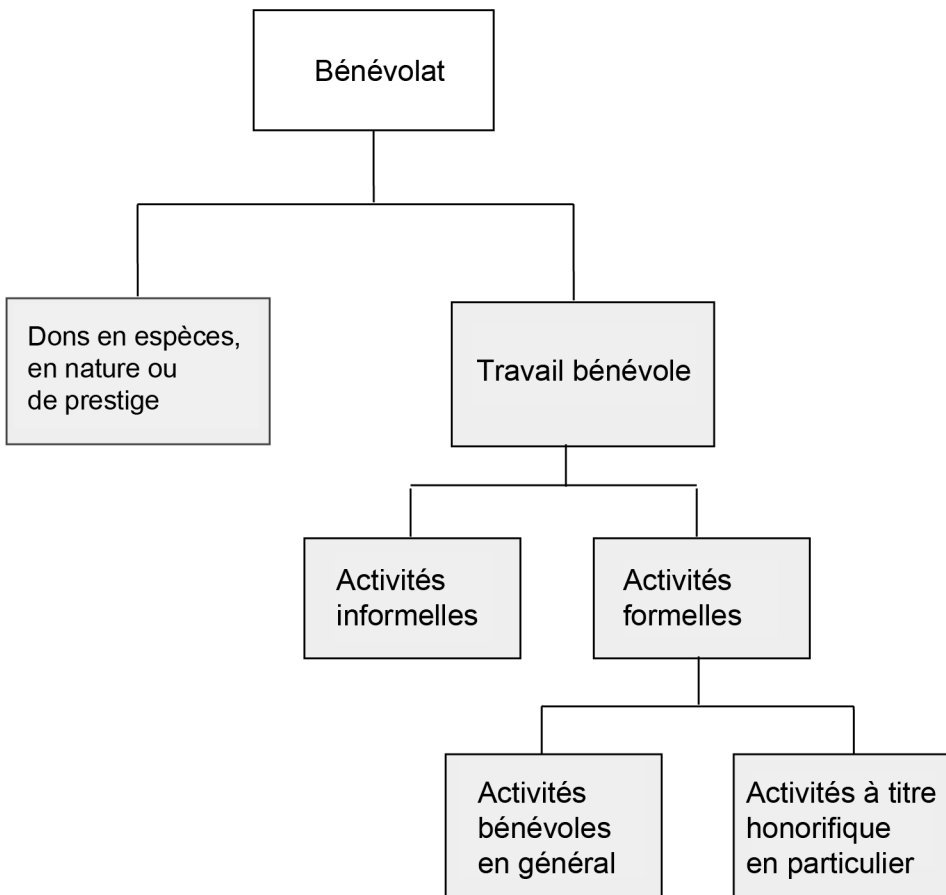 Bénévolat
Dons en espèces,
en nature ou
de prestige
Travail bénévole
Activités
informelles
Activités
formelles
Activités
bénévoles
en général
Activités à titre
honorifique
en particulier